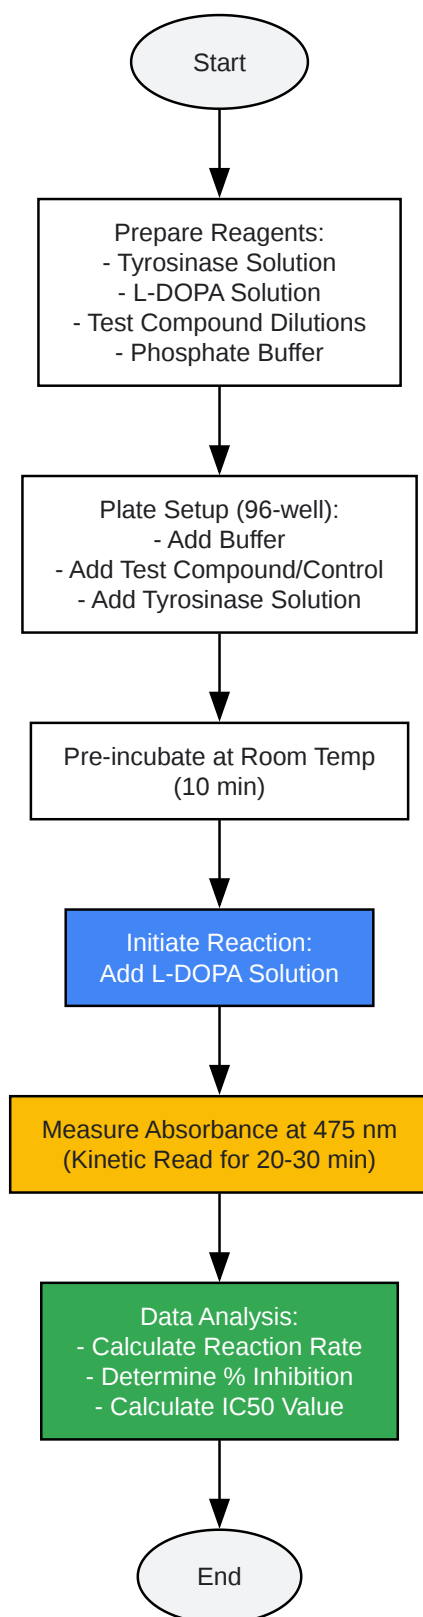 Start
Prepare Reagents:
- Tyrosinase Solution
- L-DOPA Solution
- Test Compound Dilutions
- Phosphate Buffer
Plate Setup (96-well):
- Add Buffer
- Add Test Compound/Control
- Add Tyrosinase Solution
Pre-incubate at Room Temp
(10 min)
Initiate Reaction:
Add L-DOPA Solution
Measure Absorbance at 475 nm
(Kinetic Read for 20-30 min)
Data Analysis:
- Calculate Reaction Rate
- Determine % Inhibition
- Calculate IC50 Value
End